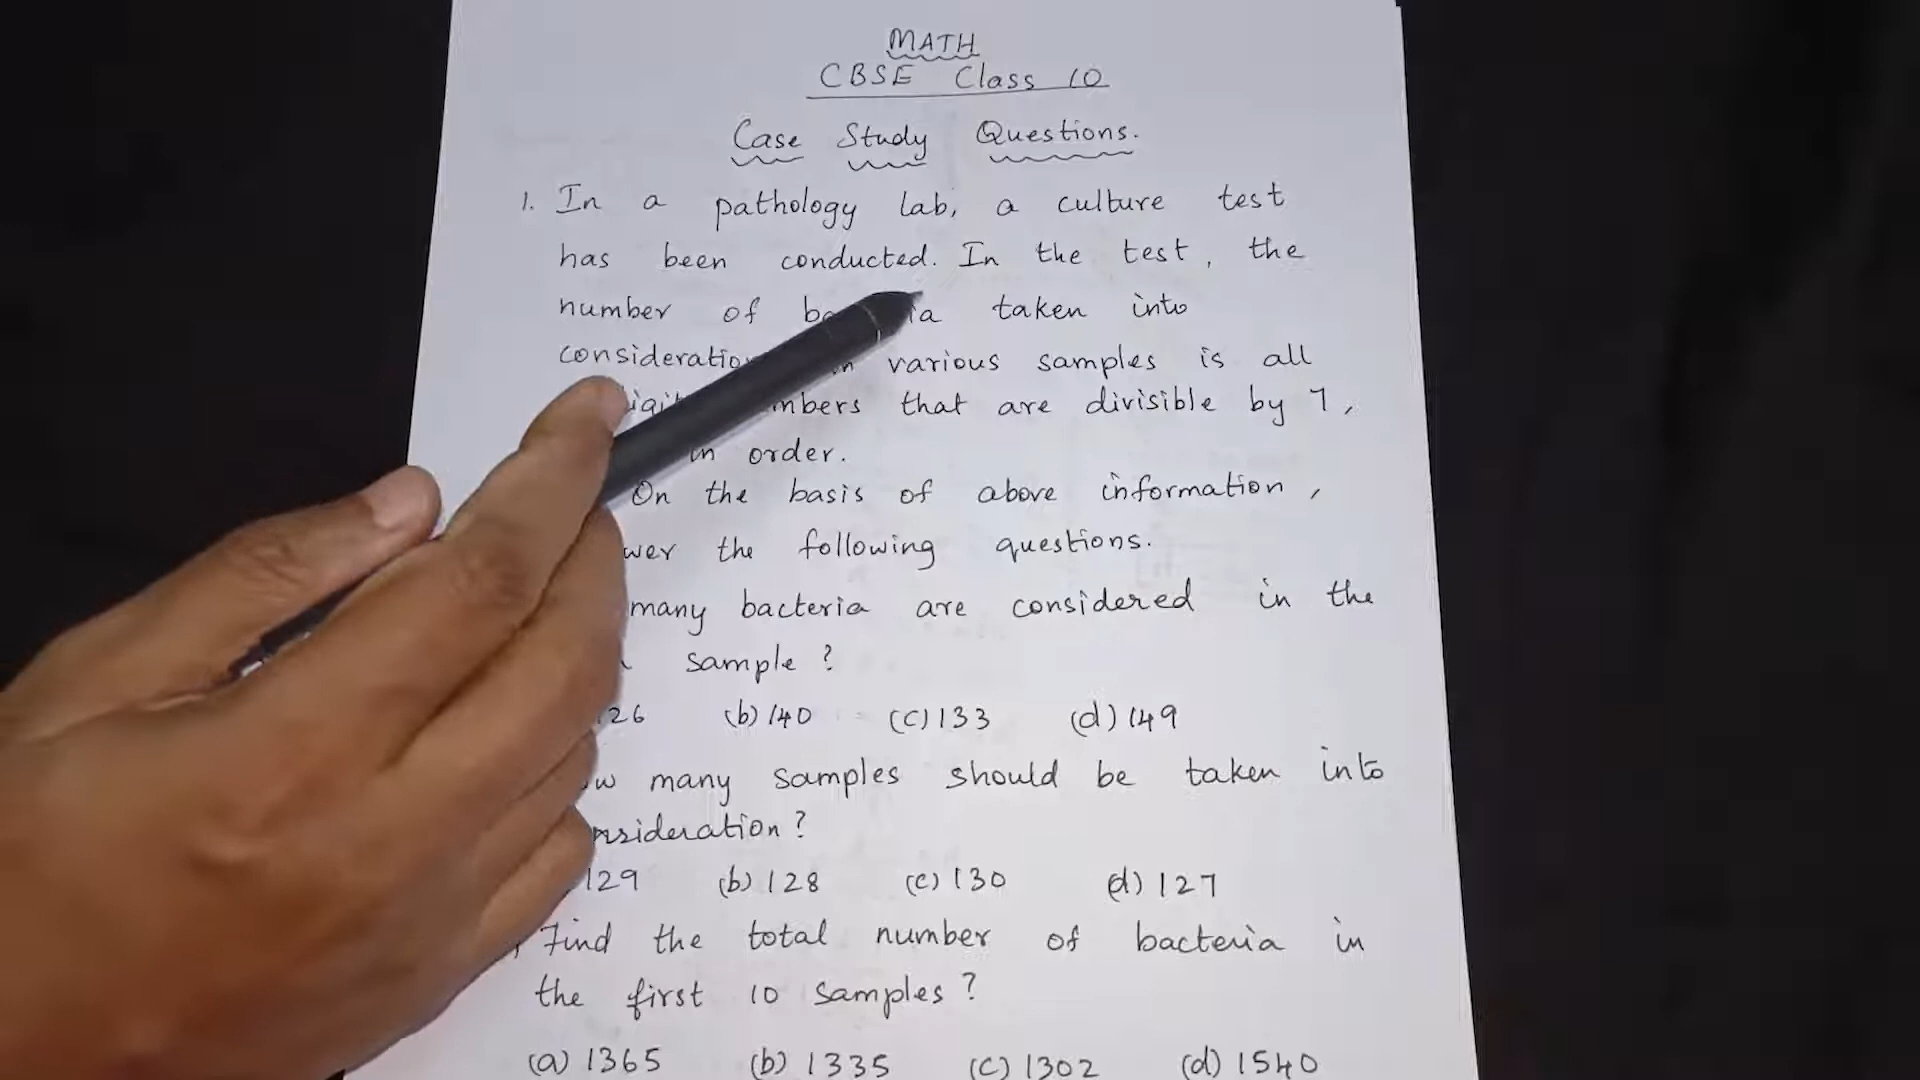 MATH
CBSE Class 10
Case Study Questions.
1. In a pathology lab, a culture test
has been conducted. In the test, the
number of taken into
various samples is all
that are divisible by 7,
in order.
On the basis of above information,
the following questions.
many bacteria are considered in the
sample?
(b) 140 (c) 133 (d) 149
many samples should be taken into
129 (b) 128 (c) 130 (d) 127
Find the total number of bacteria in
the first 10 samples?
(a) 1365 (b) 1335 (c) 1302 (d) 1540